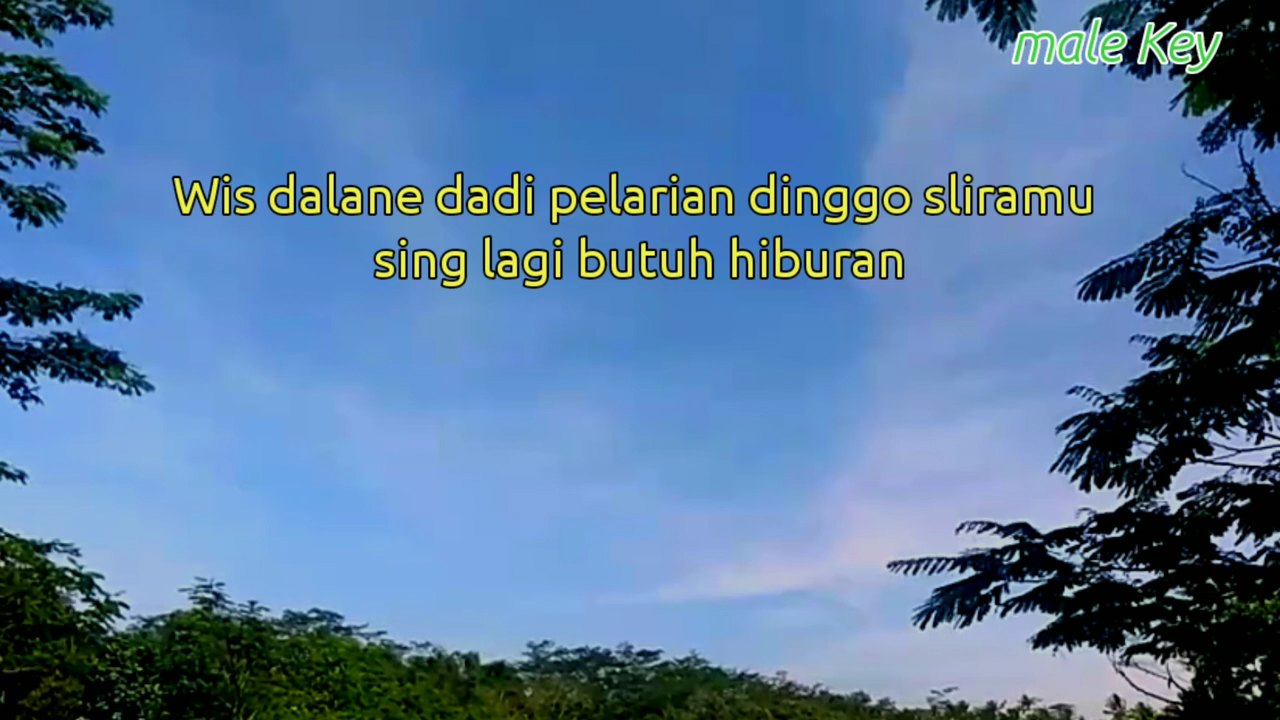 male Key
Wis dalane dadi pelarian dinggo sliramu
sing lagi butuh hiburan